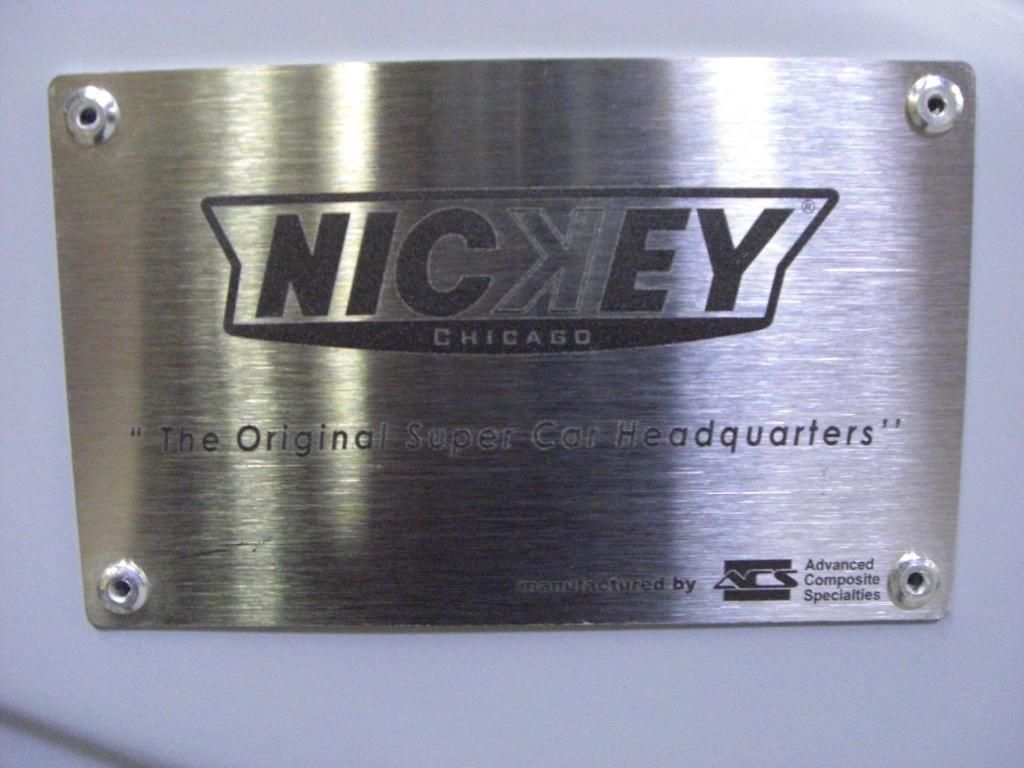 NICKEY®
CHICAGO
" The Original Super Car Headquarters"
manufactured by ACS Advanced
Composite
Specialties